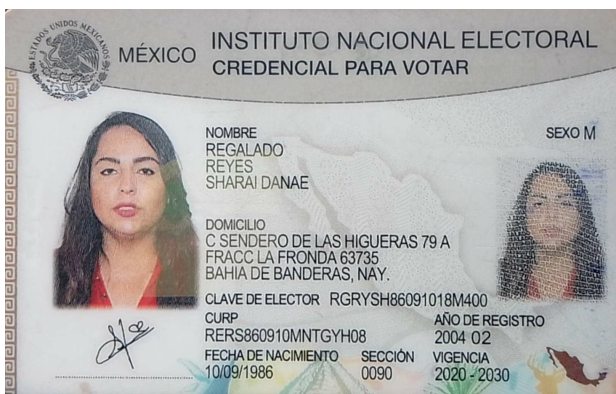 ESTADOS UNIDOS MEXICANOS
MÉXICO
INSTITUTO NACIONAL ELECTORAL
CREDENCIAL PARA VOTAR
NOMBRE
REGALADO
REYES
SHARAI DANAE
SEXO M
DOMICILIO
C SENDERO DE LAS HIGUERAS 79 A
FRACC LA FRONDA 63735
BAHIA DE BANDERAS, NAY.
CLAVE DE ELECTOR RGRYSH86091018M400
CURP
RERS860910MNTGYH08
AÑO DE REGISTRO
2004 02
FECHA DE NACIMIENTO
10/09/1986
SECCIÓN
0090
VIGENCIA
2020 - 2030